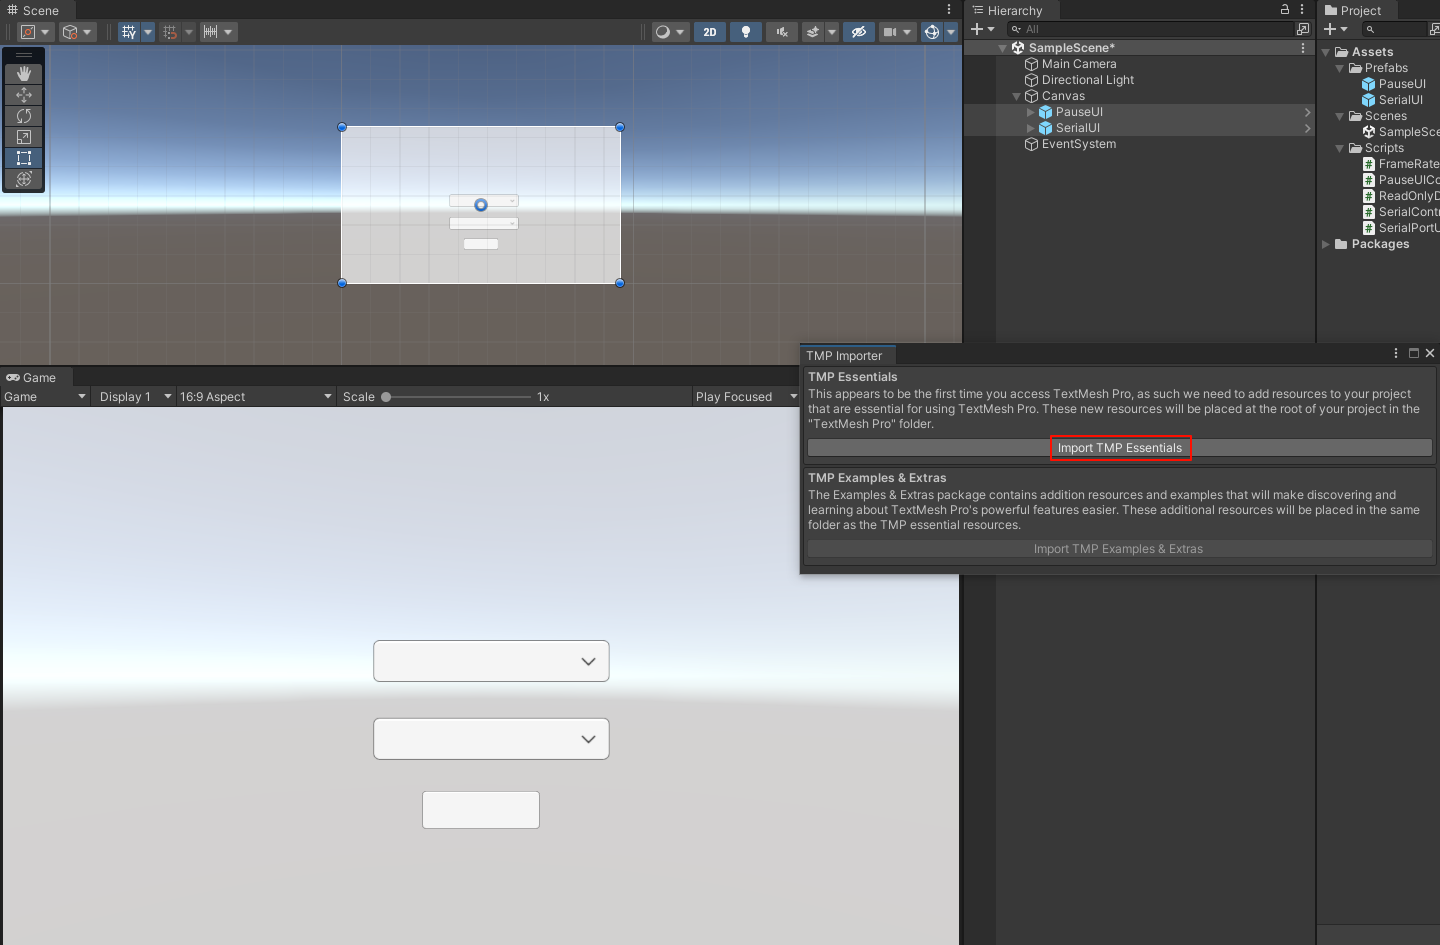 Scene
2D
Hierarchy
All
SampleScene*
Main Camera
Directional Light
Canvas
PauseUI
SerialUI
EventSystem
Project
Assets
Prefabs
PauseUI
SerialUI
Scenes
SampleSce
Scripts
FrameRate
PauseUICo
ReadOnlyD
SerialContr
SerialPortU
Packages
TMP Importer
TMP Essentials
This appears to be the first time you access TextMesh Pro, as such we need to add resources to your project
that are essential for using TextMesh Pro. These new resources will be placed at the root of your project in the
"TextMesh Pro" folder.
Import TMP Essentials
TMP Examples & Extras
The Examples & Extras package contains addition resources and examples that will make discovering and
learning about TextMesh Pro's powerful features easier. These additional resources will be placed in the same
folder as the TMP essential resources.
Import TMP Examples & Extras
Game
Game Display 1 16:9 Aspect Scale 1x Play Focused